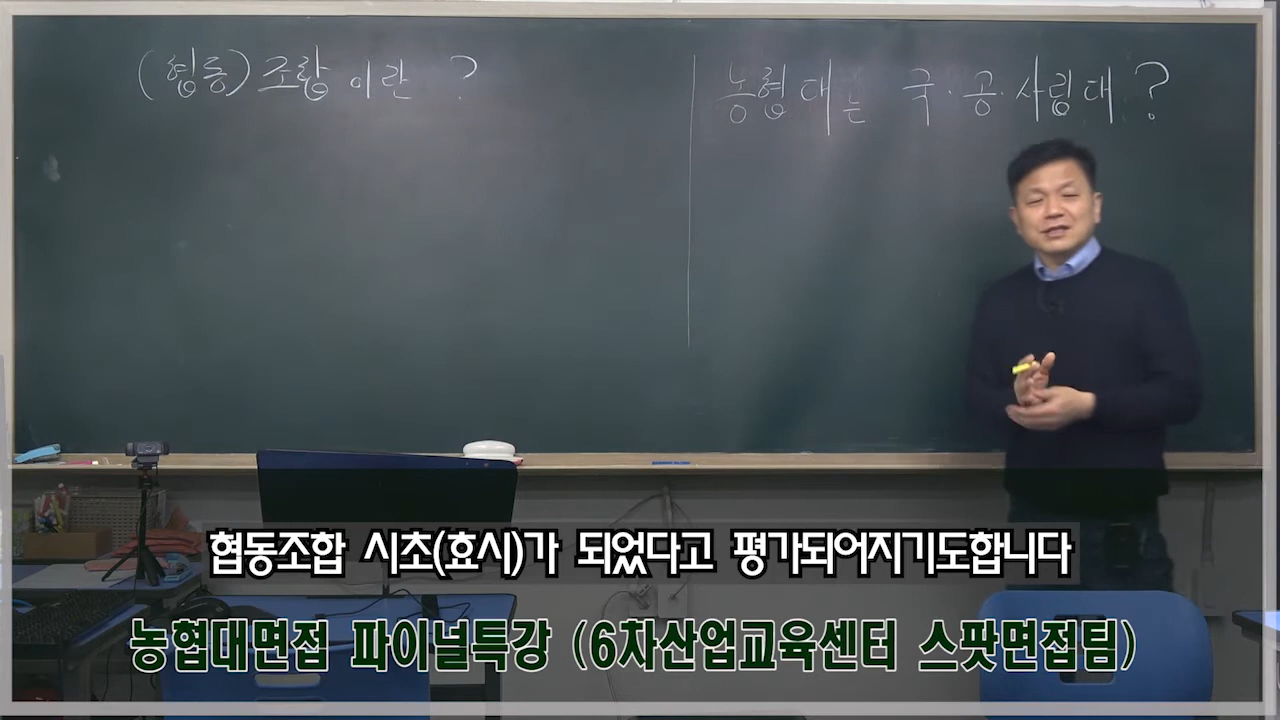 (협동)조합이란 ?
농협대는 국·공·사립대 ?
협동조합 시초(효시)가 되었다고 평가되어지기도합니다
농협대면접 파이널특강 (6차산업교육센터 스팟면접팀)